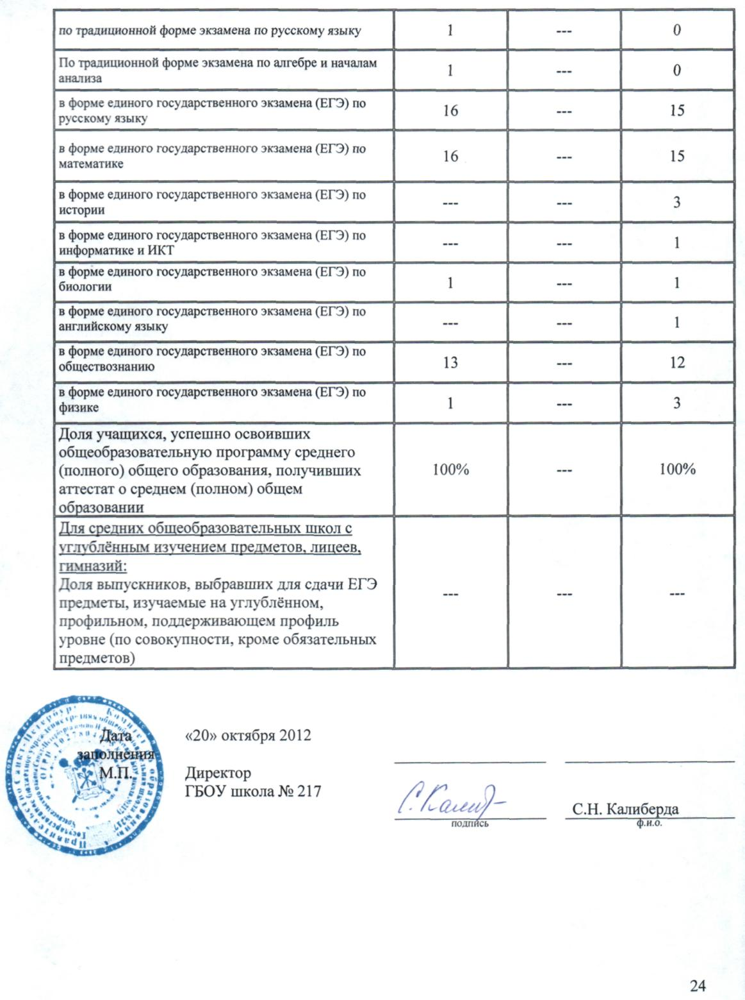 по традиционной форме экзамена по русскому языку 1 --- 0
По традиционной форме экзамена по алгебре и началам
анализа 1 --- 0
в форме единого государственного экзамена (ЕГЭ) по
русскому языку 16 --- 15
в форме единого государственного экзамена (ЕГЭ) по
математике 16 --- 15
в форме единого государственного экзамена (ЕГЭ) по
истории --- --- 3
в форме единого государственного экзамена (ЕГЭ) по
информатике и ИКТ --- --- 1
в форме единого государственного экзамена (ЕГЭ) по
биологии 1 --- 1
в форме единого государственного экзамена (ЕГЭ) по
английскому языку --- --- 1
в форме единого государственного экзамена (ЕГЭ) по
обществознанию 13 --- 12
в форме единого государственного экзамена (ЕГЭ) по
физике 1 --- 3
Доля учащихся, успешно освоивших
общеобразовательную программу среднего
(полного) общего образования, получивших 100% --- 100%
аттестат о среднем (полном) общем
образовании
Для средних общеобразовательных школ с
углублённым изучением предметов, лицеев,
гимназий:
Доля выпускников, выбравших для сдачи ЕГЭ --- --- ---
предметы, изучаемые на углублённом,
профильном, поддерживающем профиль
уровне (по совокупности, кроме обязательных
предметов)
Дата «20» октября 2012
заполнения
М.П. Директор
ГБОУ школа № 217
С.Н. Калиберда
подпись ф.и.о.
24